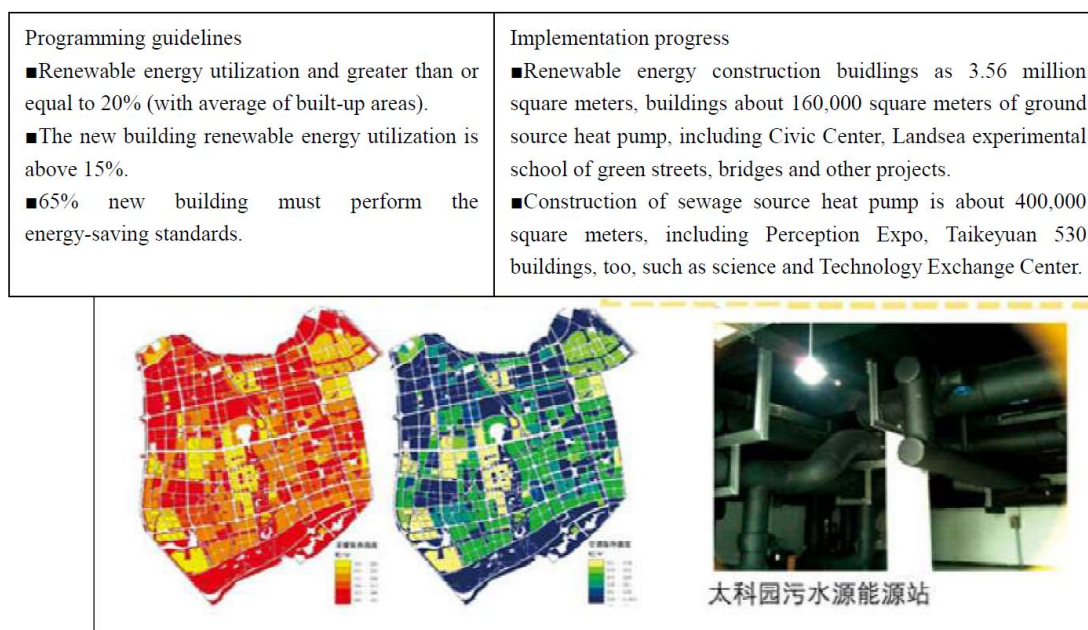 Programming guidelines
■Renewable energy utilization and greater than or
equal to 20% (with average of built-up areas).
■The new building renewable energy utilization is
above 15%.
■65% new building must perform the
energy-saving standards.
Implementation progress
■Renewable energy construction buidlings as 3.56 million
square meters, buildings about 160,000 square meters of ground
source heat pump, including Civic Center, Landsea experimental
school of green streets, bridges and other projects.
■Construction of sewage source heat pump is about 400,000
square meters, including Perception Expo, Taikeyuan 530
buildings, too, such as science and Technology Exchange Center.
太科园污水源能源站